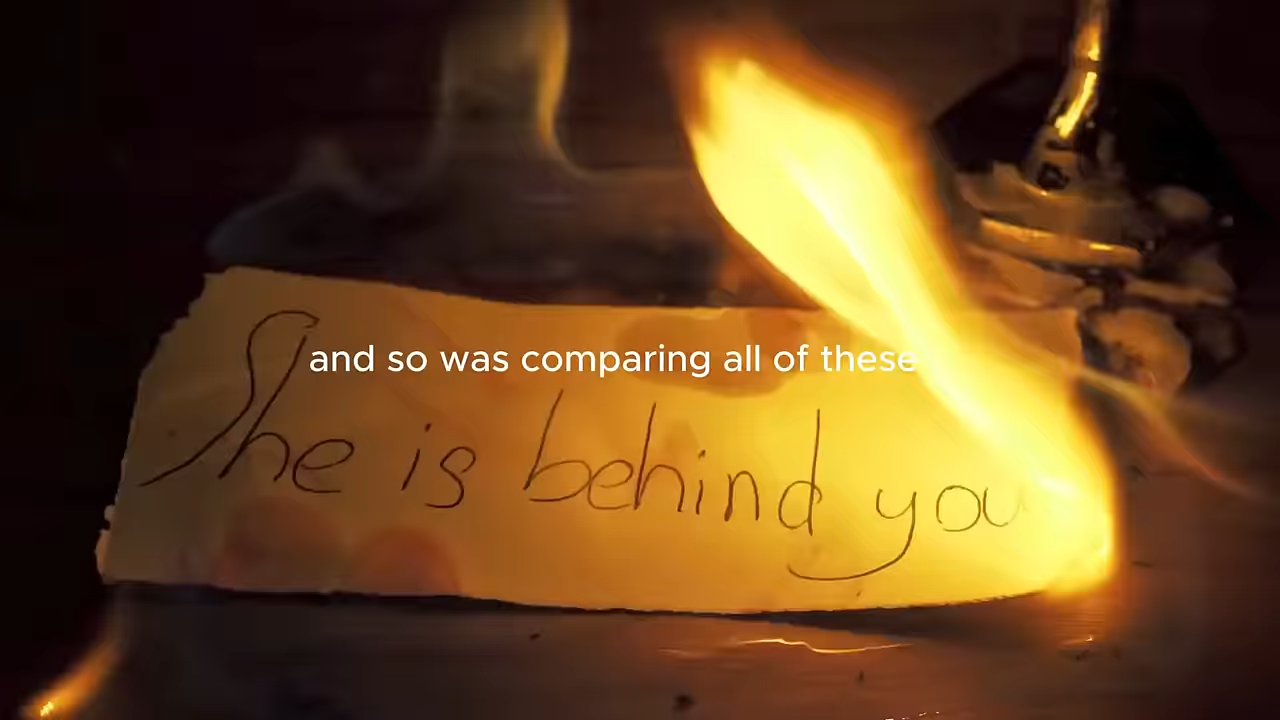 and so was comparing all of these
She is behind you